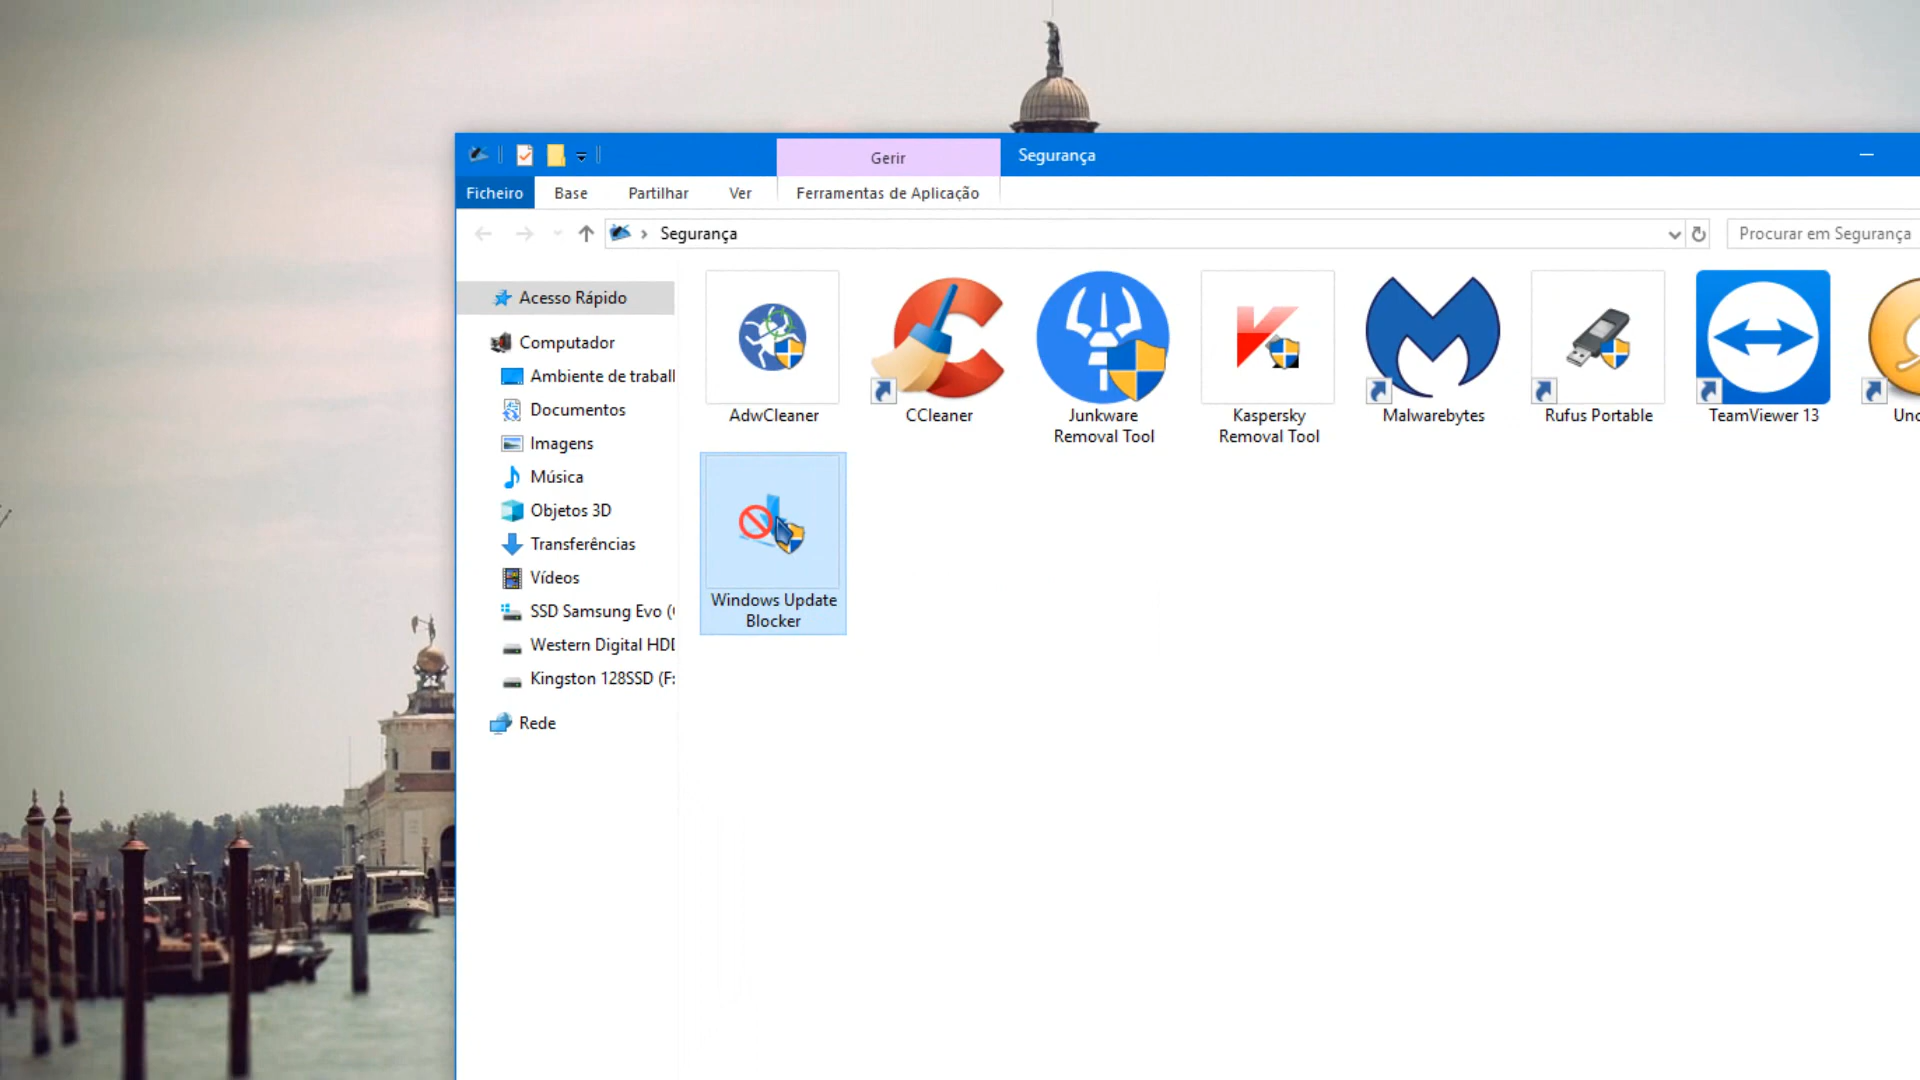 Gerir
Segurança
Ficheiro
Base
Partilhar
Ver
Ferramentas de Aplicação
Segurança
Procurar em Segurança
Acesso Rápido
Computador
Ambiente de traball
Documentos
Imagens
Música
Objetos 3D
Transferências
Vídeos
SSD Samsung Evo (
Western Digital HDD
Kingston 128SSD (F:
Rede
AdwCleaner
CCleaner
Junkware
Removal Tool
Kaspersky
Removal Tool
Malwarebytes
Rufus Portable
TeamViewer 13
Windows Update
Blocker